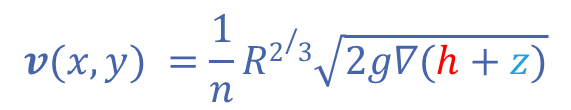 v(x, y) = 1/n R^2/3 √2g∇(h + z)